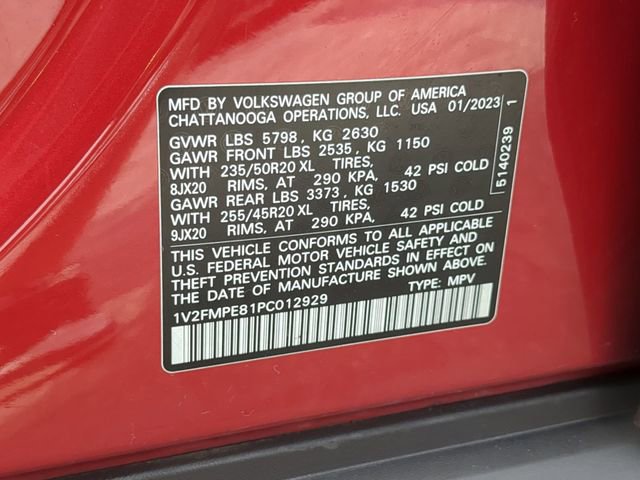 MFD BY VOLKSWAGEN GROUP OF AMERICA
CHATTANOOGA OPERATIONS, LLC. USA 01/2023
GVWR LBS 5798, KG 2630
GAWR FRONT LBS 2535, KG 1150
WITH 235/50R20 XL TIRES,
8JX20 RIMS, AT 290 KPA, 42 PSI COLD
GAWR REAR LBS 3373, KG 1530
WITH 255/45R20 XL TIRES,
9JX20 RIMS, AT 290 KPA, 42 PSI COLD
THIS VEHICLE CONFORMS TO ALL APPLICABLE
U.S. FEDERAL MOTOR VEHICLE SAFETY AND
THEFT PREVENTION STANDARDS IN EFFECT ON
THE DATE OF MANUFACTURE SHOWN ABOVE.
1V2FMPE81PC012929 TYPE: MPV
5140239 1